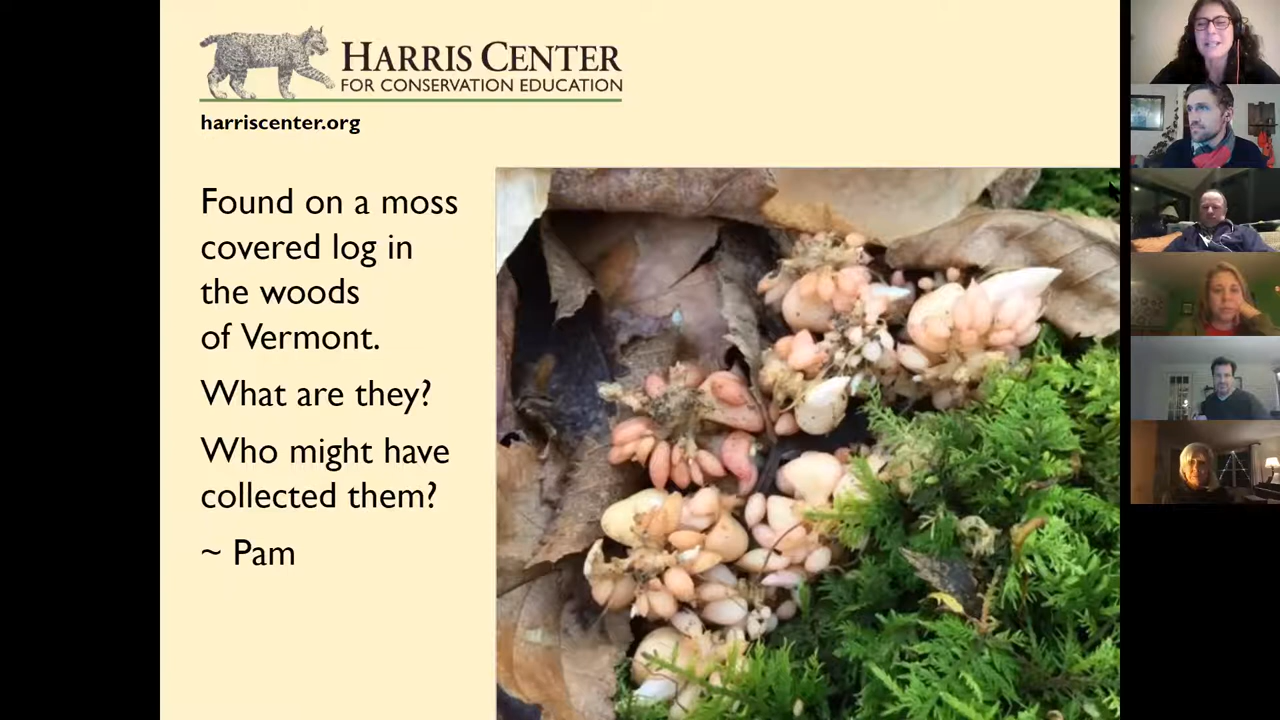 HARRIS CENTER
FOR CONSERVATION EDUCATION
harriscenter.org
Found on a moss
covered log in
the woods
of Vermont.
What are they?
Who might have
collected them?
~ Pam